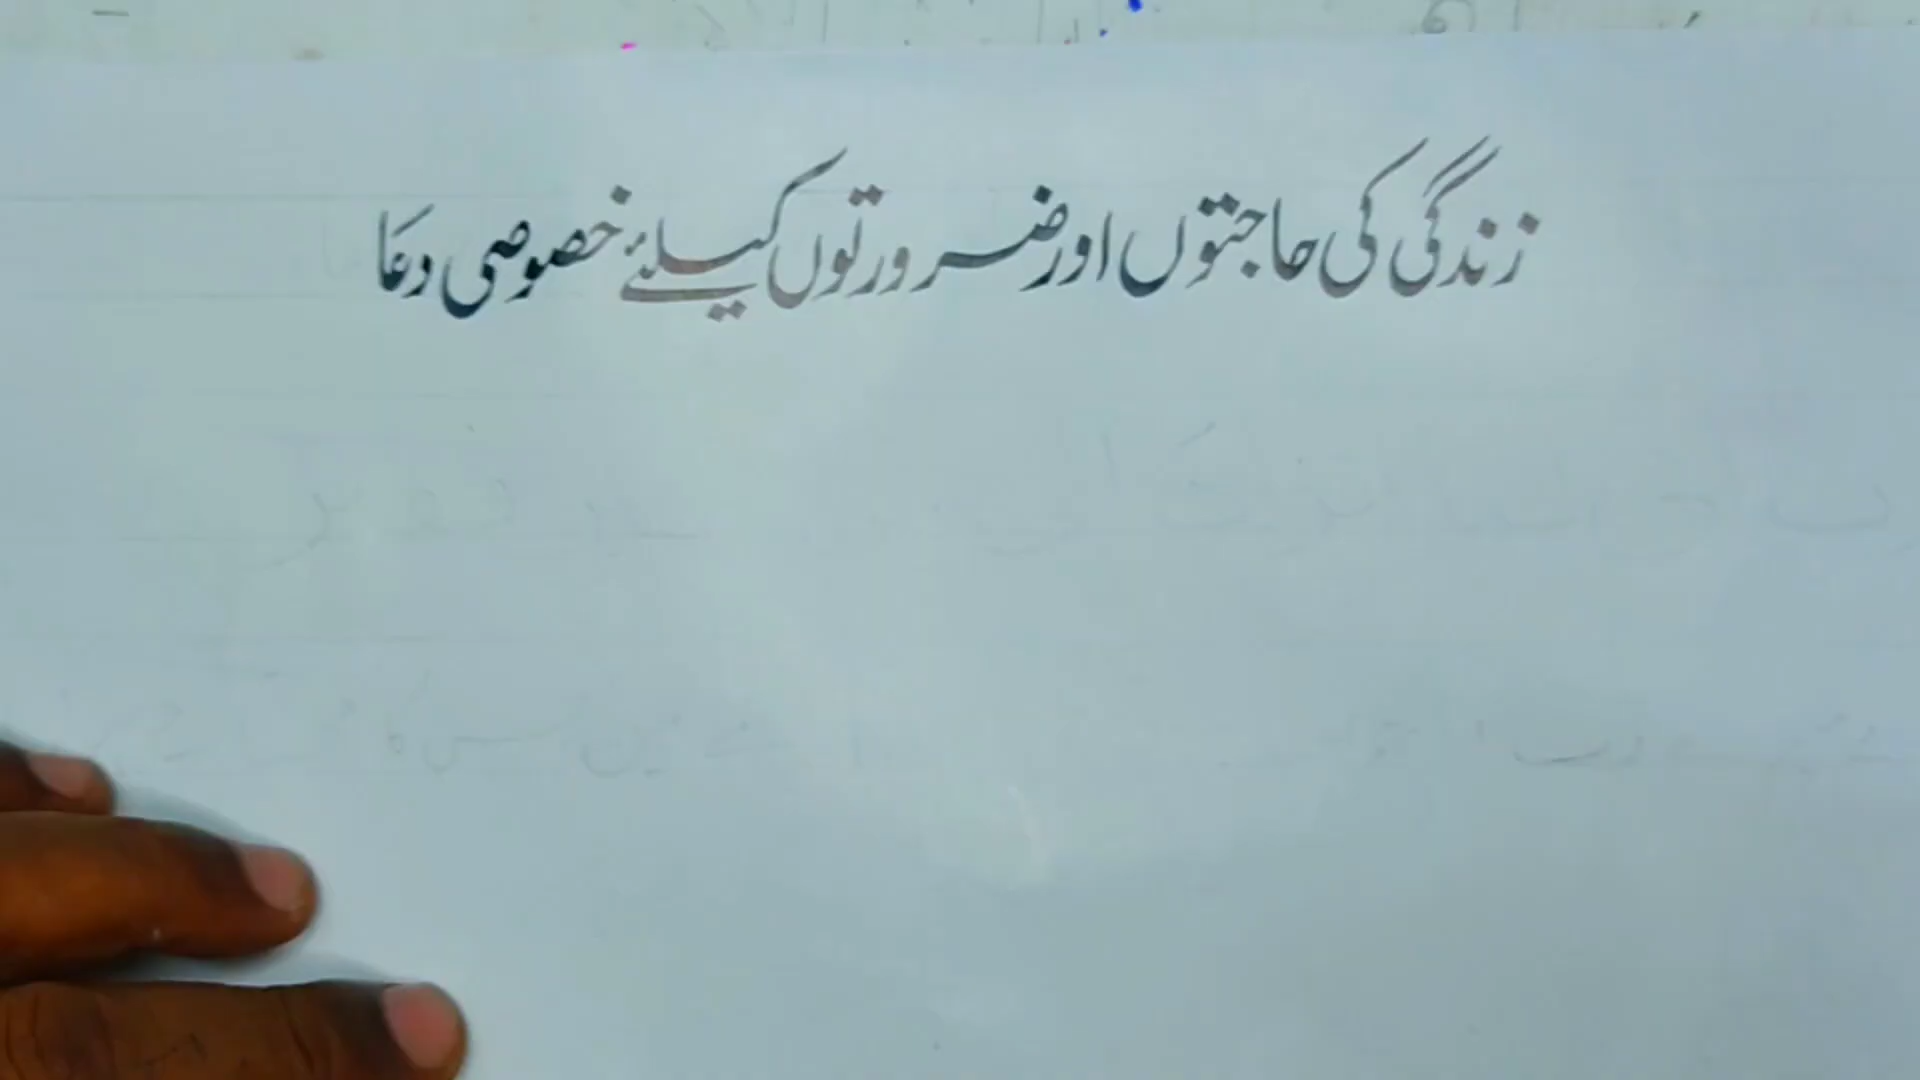 زندگی کی حاجتوں اور ضرورتوں کیلئے خصوصی دعا